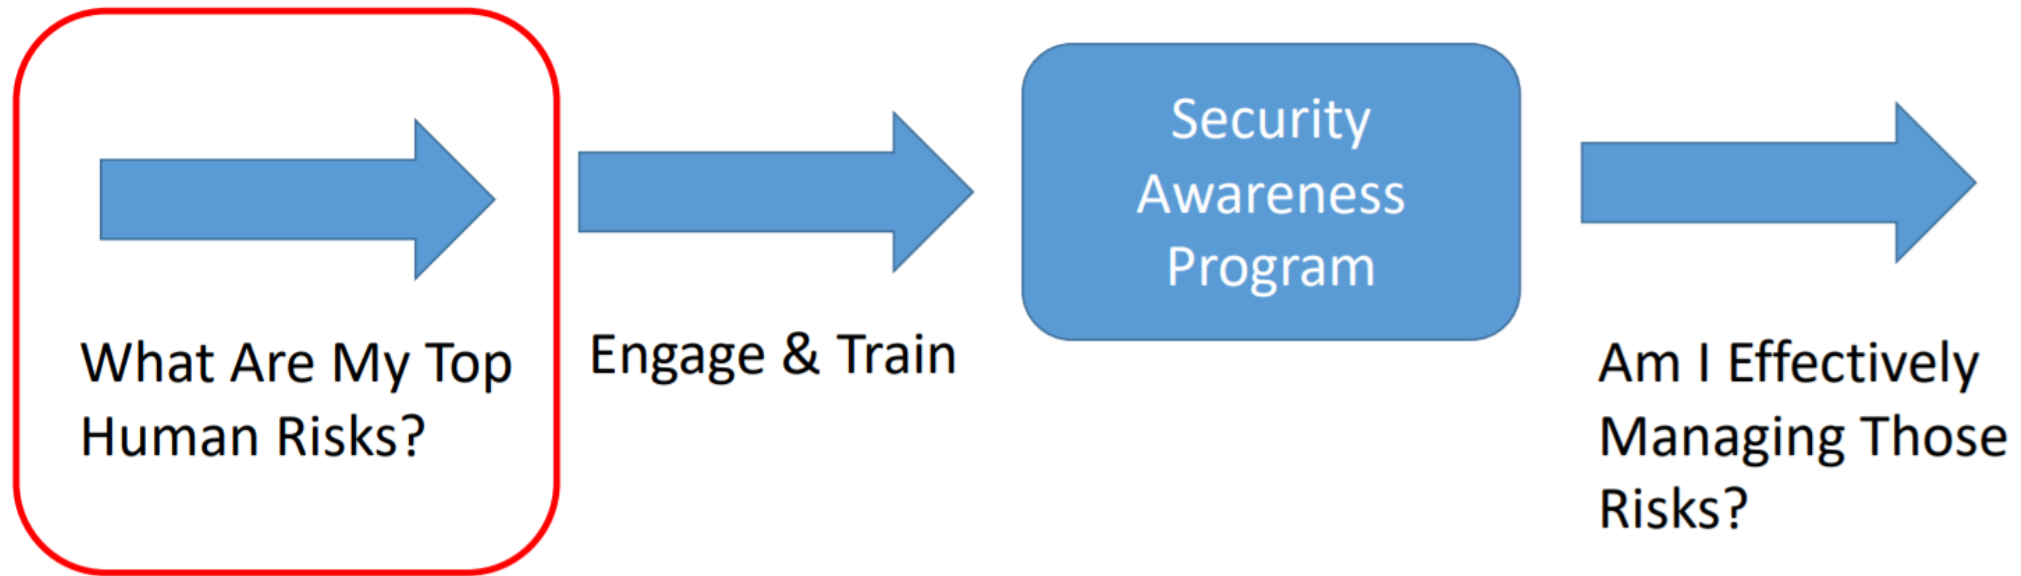 What Are My Top
Human Risks?
Engage & Train
Security
Awareness
Program
Am I Effectively
Managing Those
Risks?